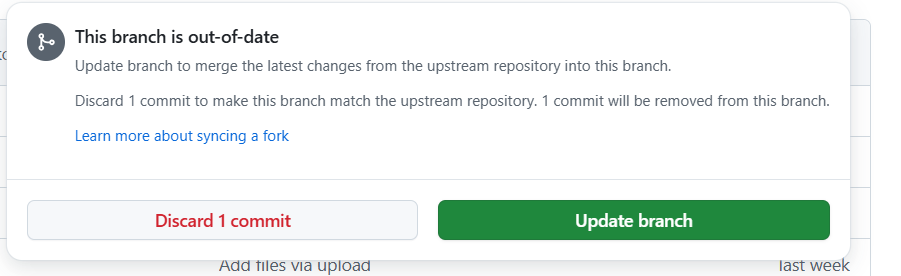 This branch is out-of-date
Update branch to merge the latest changes from the upstream repository into this branch.
Discard 1 commit to make this branch match the upstream repository. 1 commit will be removed from this branch.
Learn more about syncing a fork
Discard 1 commit
Update branch
Add files via upload
last week